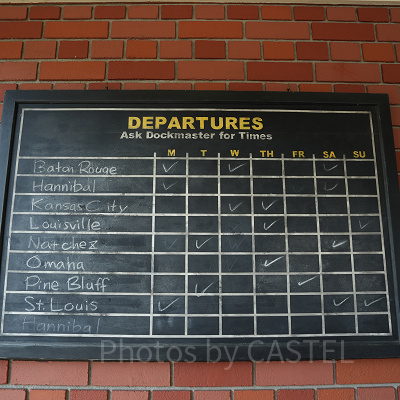 DEPARTURES
Ask Dockmaster for Times
M T W TH FR SA SU
Baton Rouge ✓ ✓ ✓
Hannibal ✓ ✓
Kansas City ✓ ✓
Louisville ✓ ✓
Natchez ✓ ✓
Omaha ✓
Pine Bluff ✓ ✓
St. Louis ✓ ✓ ✓
Hannibal
Photos by CASTEL